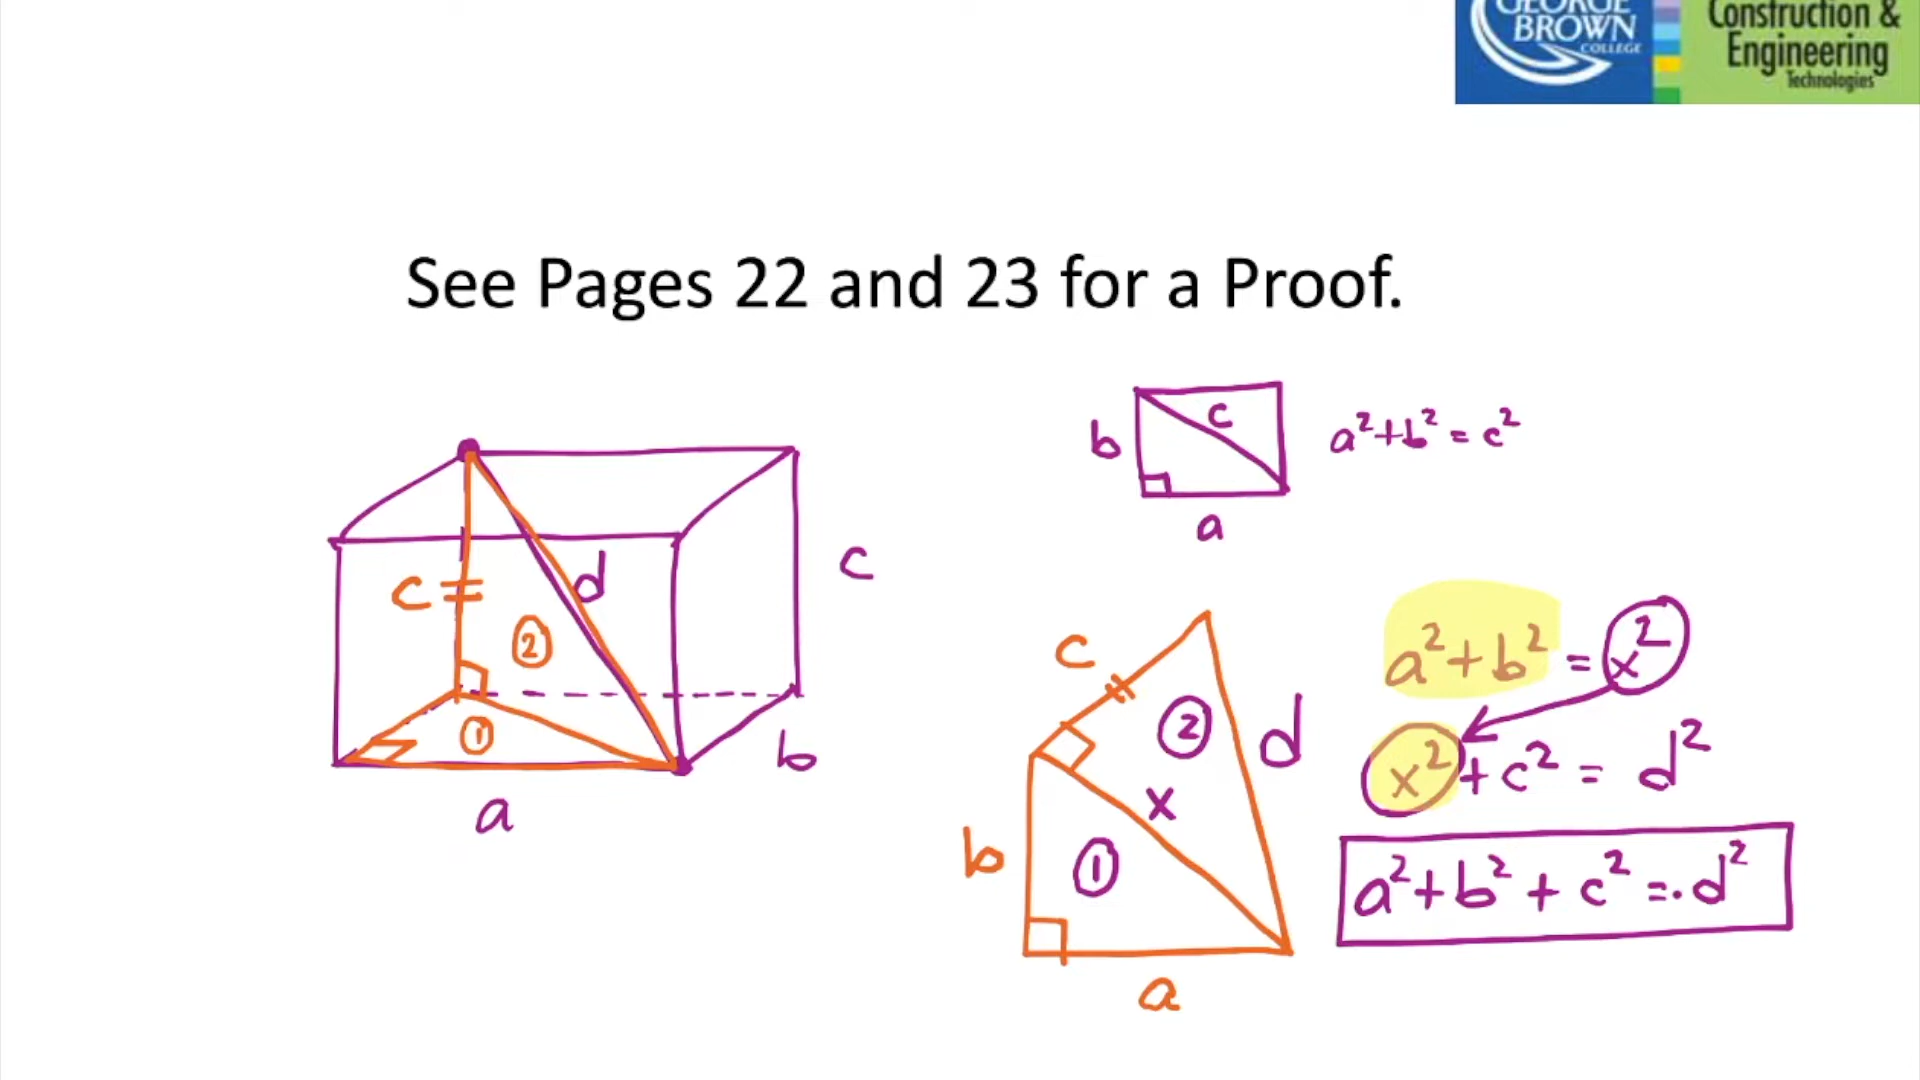 GEORGE
BROWN
COLLEGE
Construction &
Engineering
Technologies
See Pages 22 and 23 for a Proof.
c
b
a
a²+b² = c²
c
d
c
②
①
b
a
c
②
d
x
b
①
a
a²+b² = x²
x²+c² = d²
a²+b²+c² =. d²